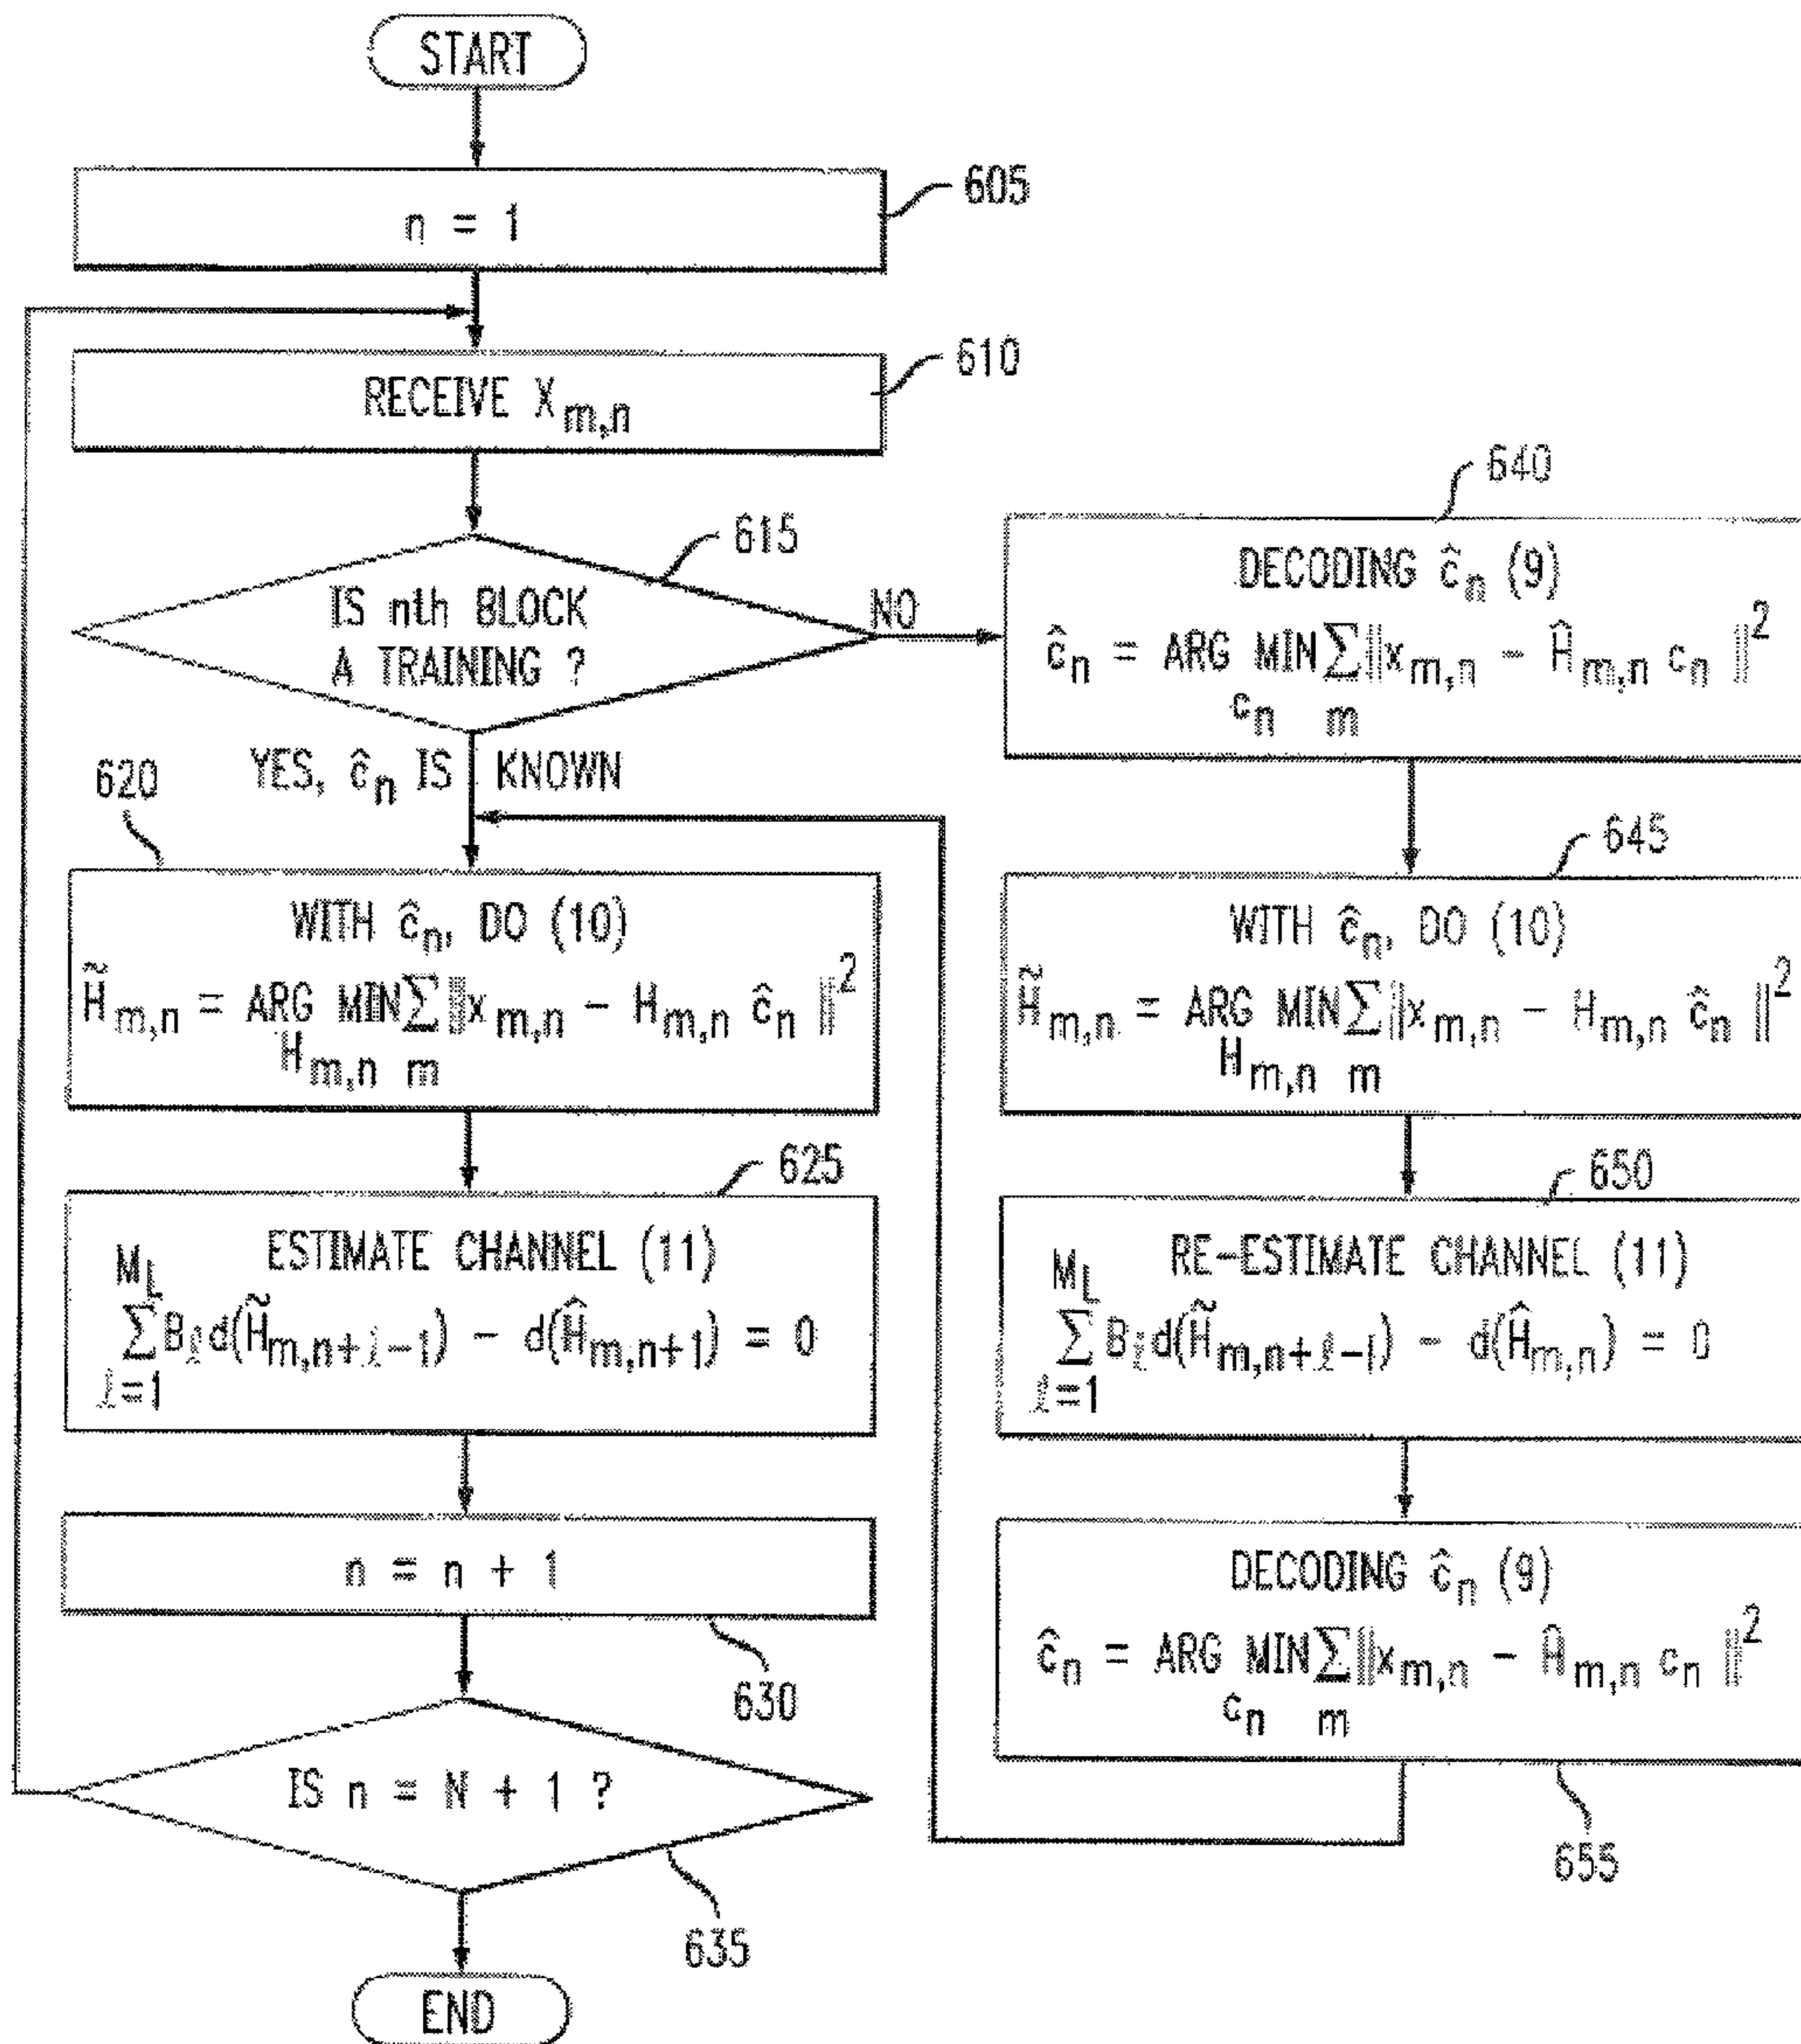 START
n = 1
605
RECEIVE X_{m,n}
610
IS nth BLOCK
A TRAINING ?
615
NO
YES, ĉ_n IS KNOWN
620
WITH ĉ_n, DO (10)
H̃_{m,n} = ARG MIN Σ ||x_{m,n} - H_{m,n} ĉ_n ||^2
H_{m,n} m
625
ESTIMATE CHANNEL (11)
M_L
Σ B_ℓ d(H̃_{m,n+ℓ-1}) - d(Ĥ_{m,n+1}) = 0
ℓ=1
n = n + 1
630
IS n = N + 1 ?
635
END
640
DECODING ĉ_n (9)
ĉ_n = ARG MIN Σ ||x_{m,n} - Ĥ_{m,n} c_n ||^2
c_n m
645
WITH ĉ_n, DO (10)
H̃_{m,n} = ARG MIN Σ ||x_{m,n} - H_{m,n} ĉ_n ||^2
H_{m,n} m
650
RE-ESTIMATE CHANNEL (11)
M_L
Σ B_ℓ d(H̃_{m,n+ℓ-1}) - d(Ĥ_{m,n}) = 0
ℓ=1
DECODING ĉ_n (9)
ĉ_n = ARG MIN Σ ||x_{m,n} - Ĥ_{m,n} c_n ||^2
c_n m
655